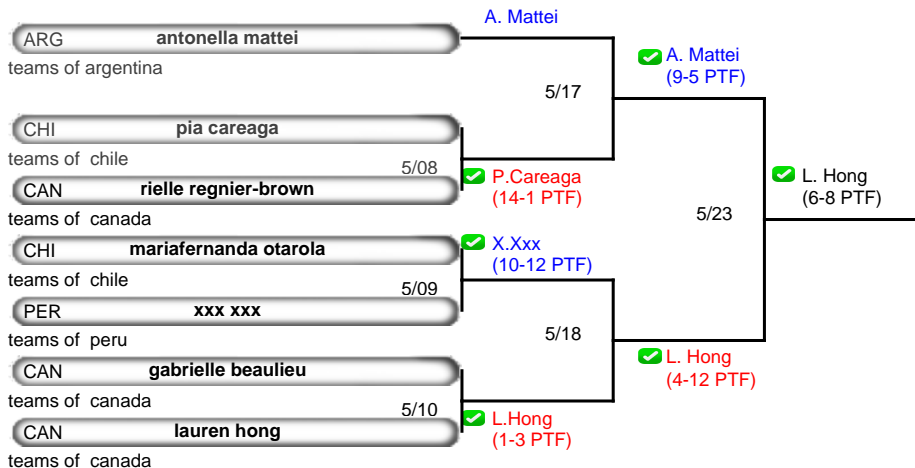 A. Mattei
ARG antonella mattei
teams of argentina
A. Mattei
(9-5 PTF)
5/17
CHI pia careaga
teams of chile
5/08
P.Careaga
(14-1 PTF)
CAN rielle regnier-brown
teams of canada
L. Hong
(6-8 PTF)
5/23
CHI mariafernanda otarola
teams of chile
X.Xxx
(10-12 PTF)
5/09
PER xxx xxx
teams of peru
5/18
L. Hong
(4-12 PTF)
CAN gabrielle beaulieu
teams of canada
5/10
L.Hong
(1-3 PTF)
CAN lauren hong
teams of canada